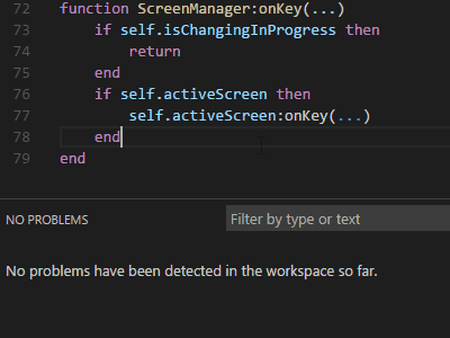 72 function ScreenManager:onKey(...)
73 if self.isChangingInProgress then
74 return
75 end
76 if self.activeScreen then
77 self.activeScreen:onKey(...)
78 end
79 end
NO PROBLEMS
Filter by type or text
No problems have been detected in the workspace so far.